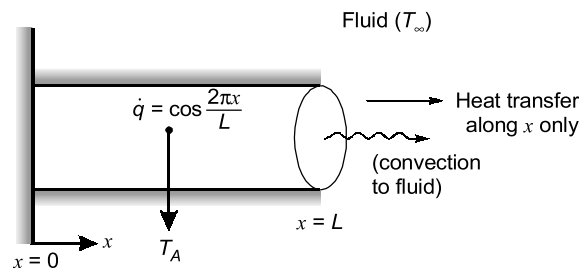 Fluid (T∞)
q̇ = cos 2πx/L
Heat transfer
along x only
(convection
to fluid)
x = L
x
T_A
x = 0